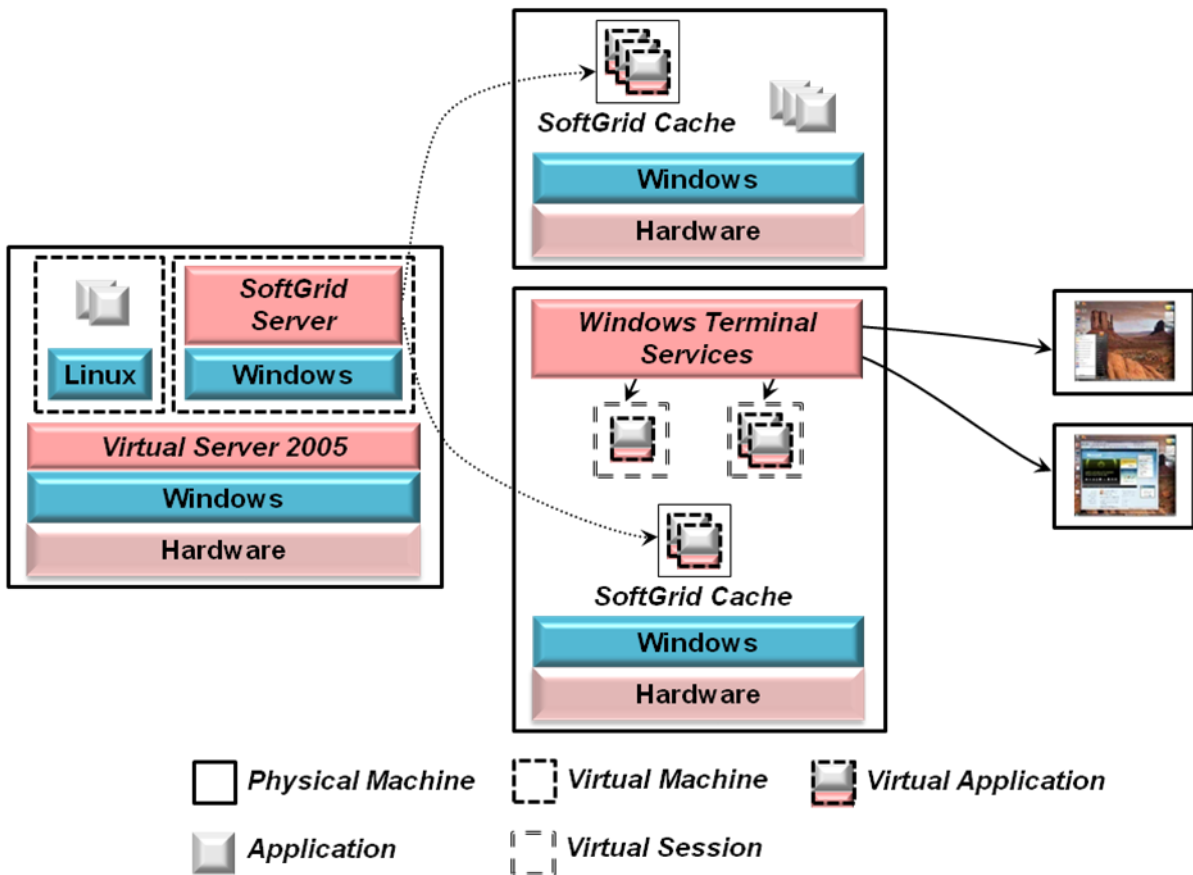 SoftGrid Cache
Windows
Hardware
SoftGrid
Server
Linux
Windows
Virtual Server 2005
Windows
Hardware
Windows Terminal
Services
SoftGrid Cache
Windows
Hardware
Physical Machine
Virtual Machine
Virtual Application
Application
Virtual Session